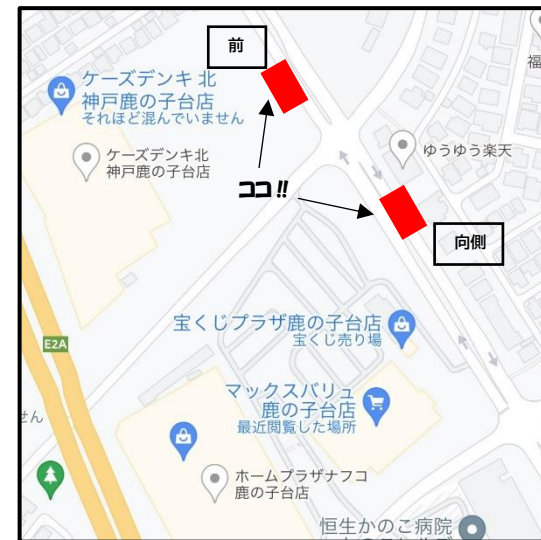 前
福
ケーズデンキ 北
神戸鹿の子台店
それほど混んでいません
ケーズデンキ北
神戸鹿の子台店
ゆうゆう楽天
ココ!!
向側
宝くじプラザ鹿の子台店
宝くじ売り場
E2A
マックスバリュ
鹿の子台店
最近閲覧した場所
せん
ホームプラザナフコ
鹿の子台店
恒生かのこ病院